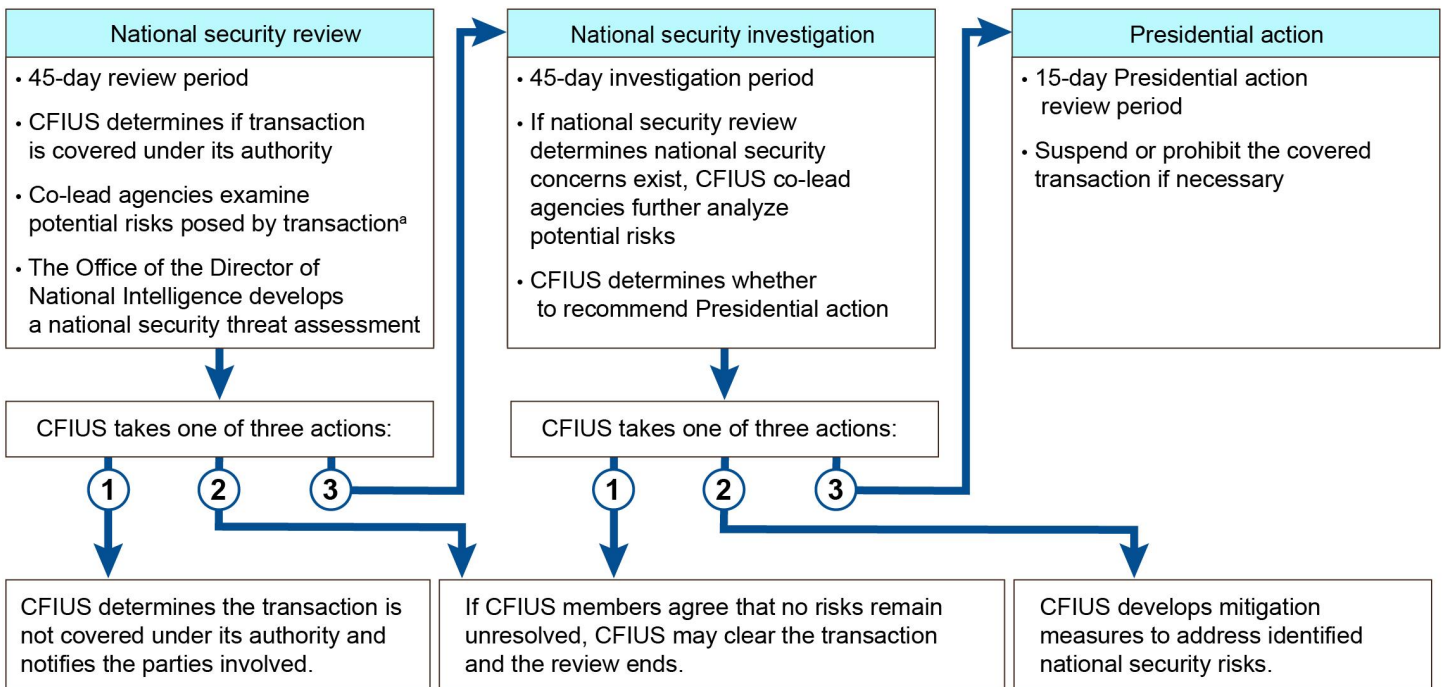 National security review
• 45-day review period
• CFIUS determines if transaction
is covered under its authority
• Co-lead agencies examine
potential risks posed by transactionª
• The Office of the Director of
National Intelligence develops
a national security threat assessment
National security investigation
• 45-day investigation period
• If national security review
determines national security
concerns exist, CFIUS co-lead
agencies further analyze
potential risks
• CFIUS determines whether
to recommend Presidential action
Presidential action
• 15-day Presidential action
review period
• Suspend or prohibit the covered
transaction if necessary
CFIUS takes one of three actions:
1 2 3
CFIUS takes one of three actions:
1 2 3
CFIUS determines the transaction is
not covered under its authority and
notifies the parties involved.
If CFIUS members agree that no risks remain
unresolved, CFIUS may clear the transaction
and the review ends.
CFIUS develops mitigation
measures to address identified
national security risks.